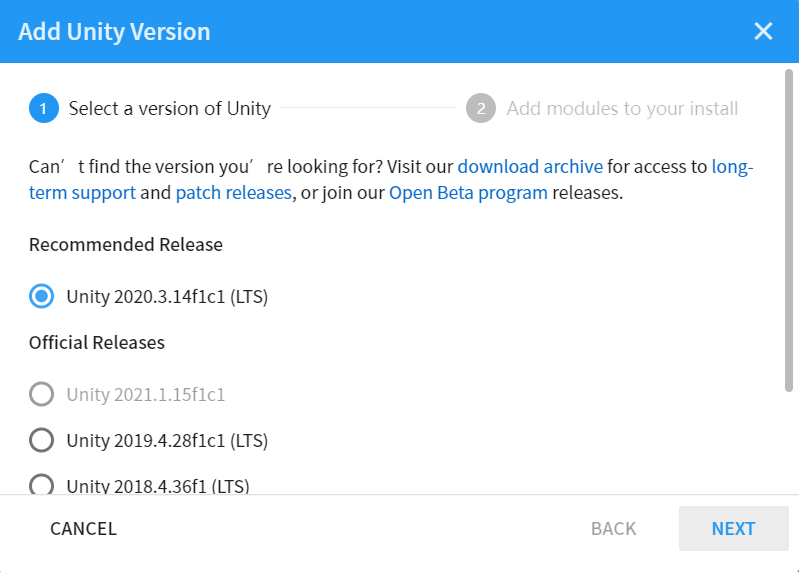 Add Unity Version
1 Select a version of Unity 2 Add modules to your install
Can′ t find the version you′ re looking for? Visit our download archive for access to long-
term support and patch releases, or join our Open Beta program releases.
Recommended Release
Unity 2020.3.14f1c1 (LTS)
Official Releases
Unity 2021.1.15f1c1
Unity 2019.4.28f1c1 (LTS)
Unity 2018.4.36f1 (LTS)
CANCEL BACK NEXT